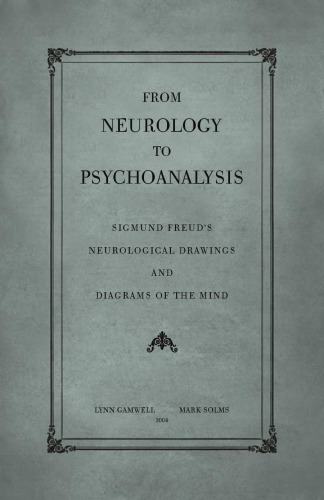 FROM
NEUROLOGY
TO
PSYCHOANALYSIS
SIGMUND FREUD'S
NEUROLOGICAL DRAWINGS
AND
DIAGRAMS OF THE MIND
LYNN GAMWELL MARK SOLMS
2006